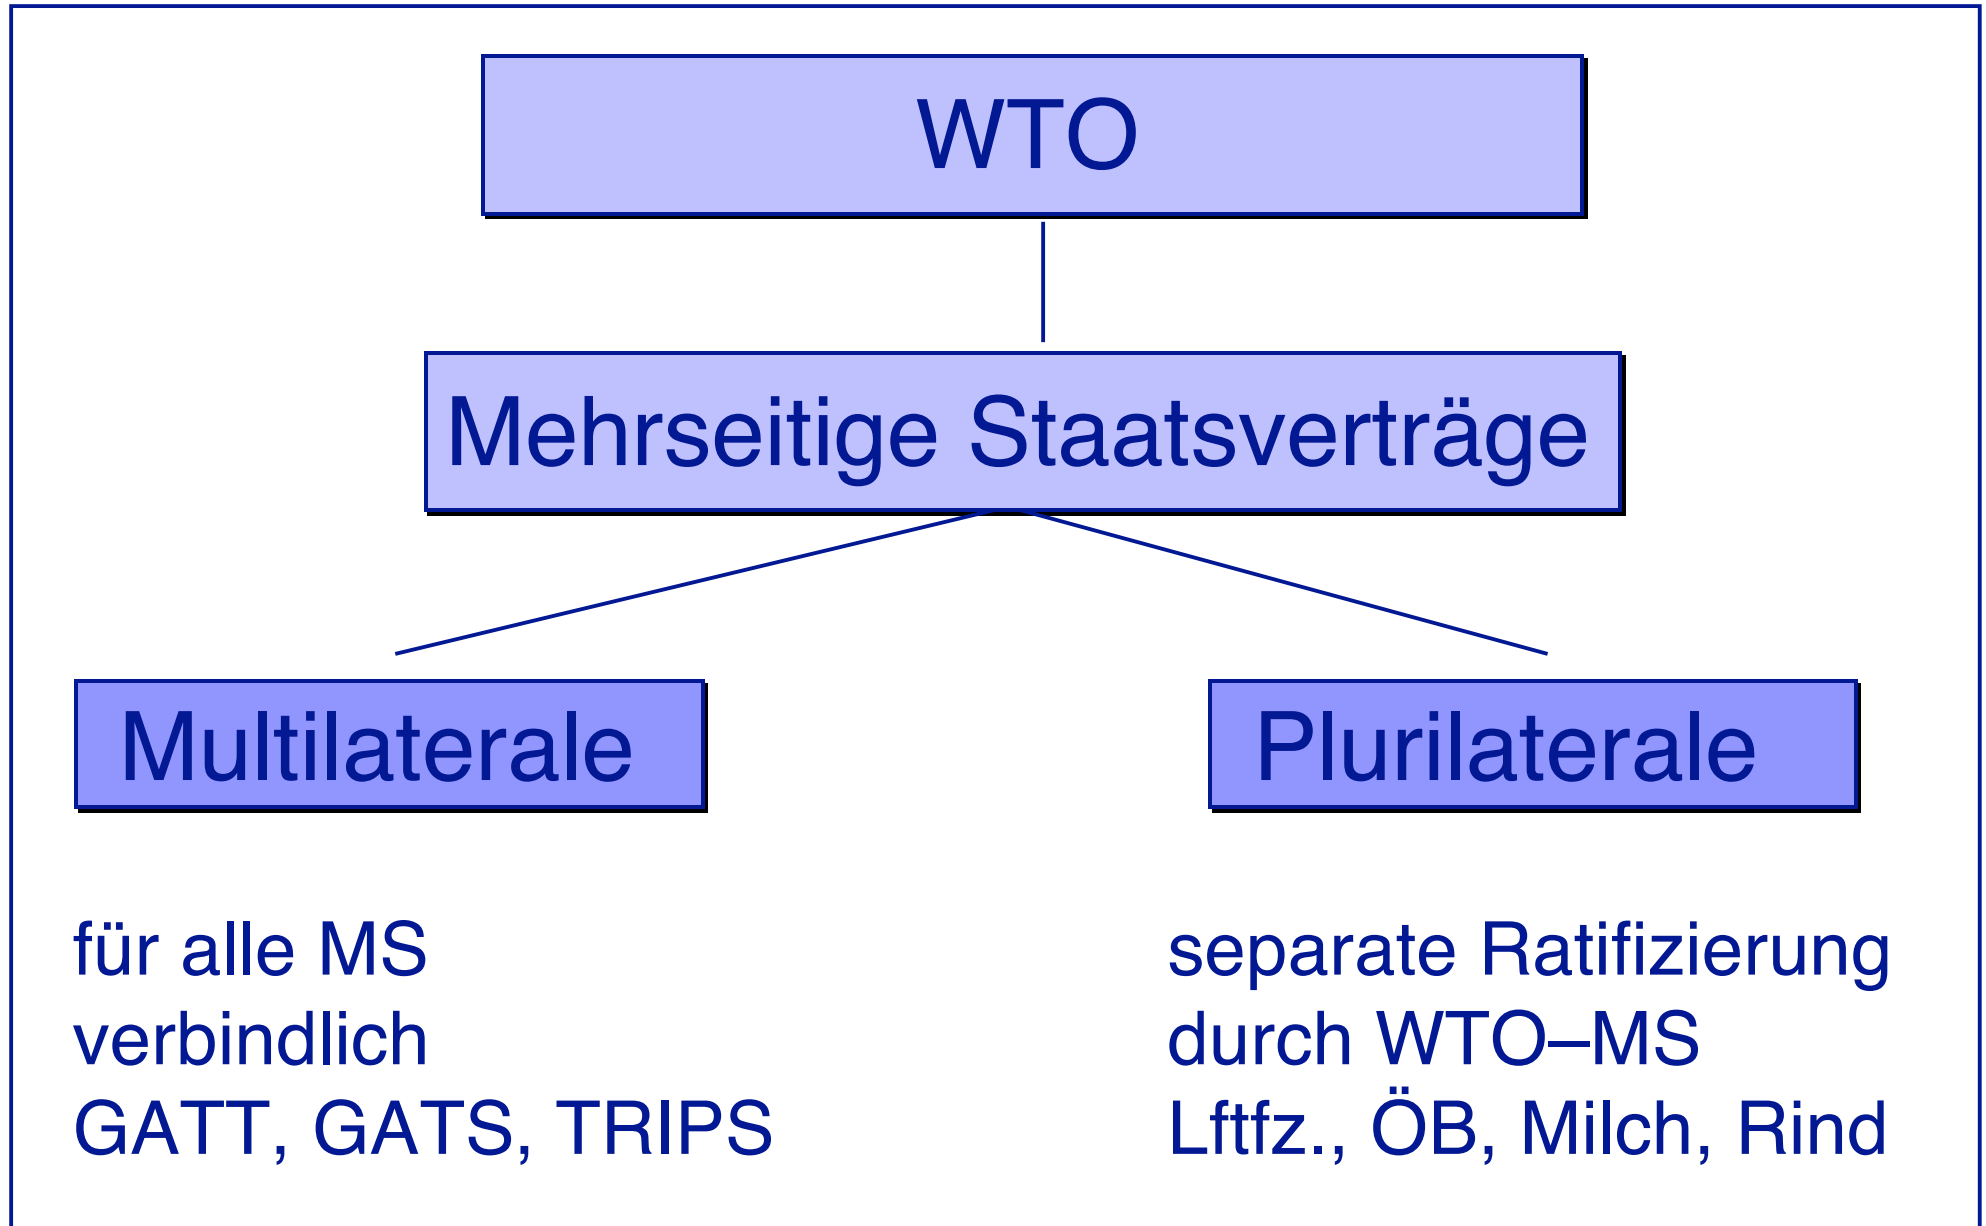 WTO
Mehrseitige Staatsverträge
Multilaterale
Plurilaterale
für alle MS
verbindlich
GATT, GATS, TRIPS
separate Ratifizierung
durch WTO–MS
Lftfz., ÖB, Milch, Rind